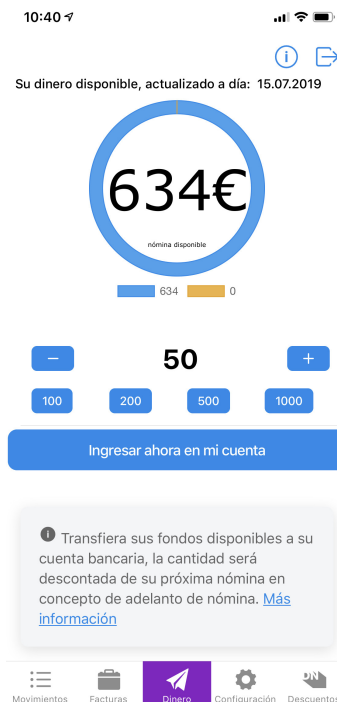 10:40
Su dinero disponible, actualizado a día: 15.07.2019
634€
nómina disponible
634 0
− 50 +
100 200 500 1000
Ingresar ahora en mi cuenta
Transfiera sus fondos disponibles a su
cuenta bancaria, la cantidad será
descontada de su próxima nómina en
concepto de adelanto de nómina. Más
información
DN
Movimientos Facturas Dinero Configuración Descuentos